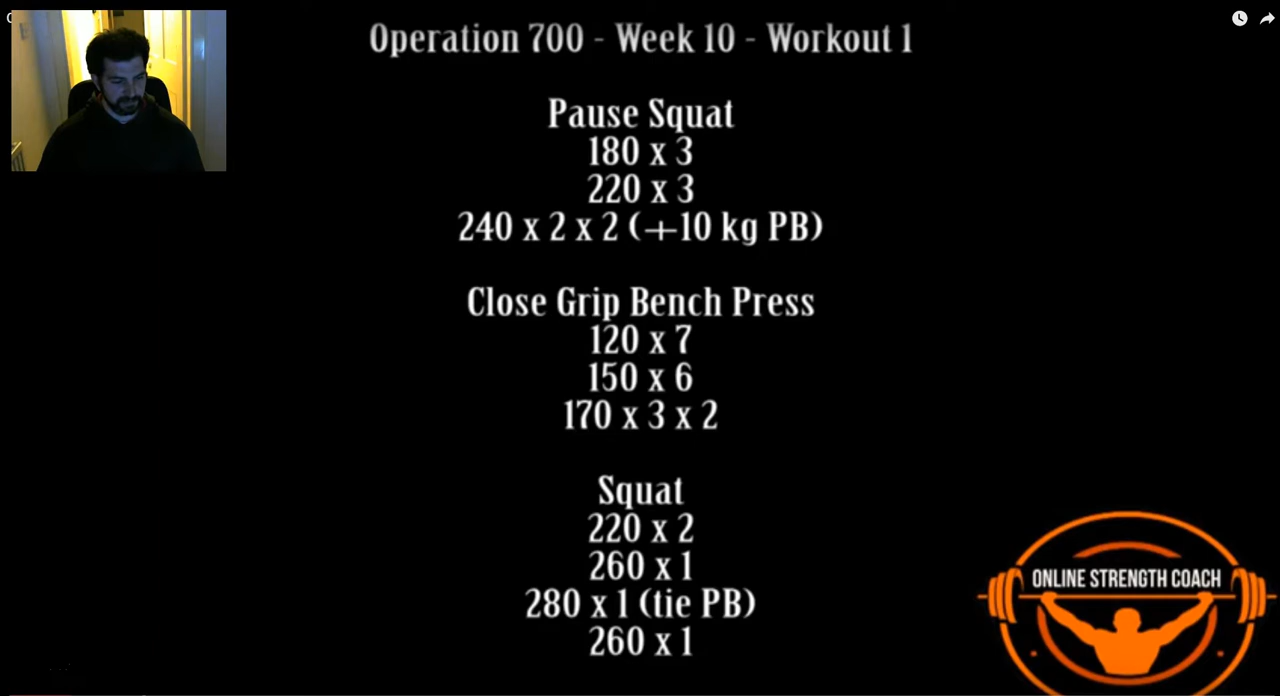 Operation 700 - Week 10 - Workout 1
Pause Squat
180 x 3
220 x 3
240 x 2 x 2 (+10 kg PB)
Close Grip Bench Press
120 x 7
150 x 6
170 x 3 x 2
Squat
220 x 2
260 x 1
280 x 1 (tie PB)
260 x 1
ONLINE STRENGTH COACH